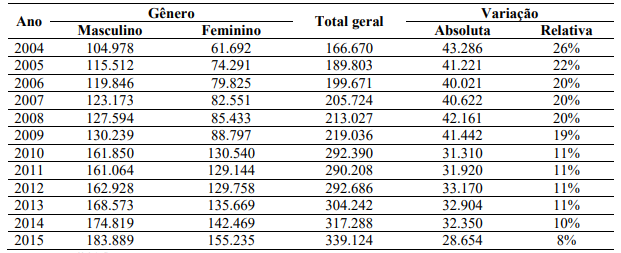 Ano Gênero Total geral Variação
Masculino Feminino Absoluta Relativa
2004 104.978 61.692 166.670 43.286 26%
2005 115.512 74.291 189.803 41.221 22%
2006 119.846 79.825 199.671 40.021 20%
2007 123.173 82.551 205.724 40.622 20%
2008 127.594 85.433 213.027 42.161 20%
2009 130.239 88.797 219.036 41.442 19%
2010 161.850 130.540 292.390 31.310 11%
2011 161.064 129.144 290.208 31.920 11%
2012 162.928 129.758 292.686 33.170 11%
2013 168.573 135.669 304.242 32.904 11%
2014 174.819 142.469 317.288 32.350 10%
2015 183.889 155.235 339.124 28.654 8%